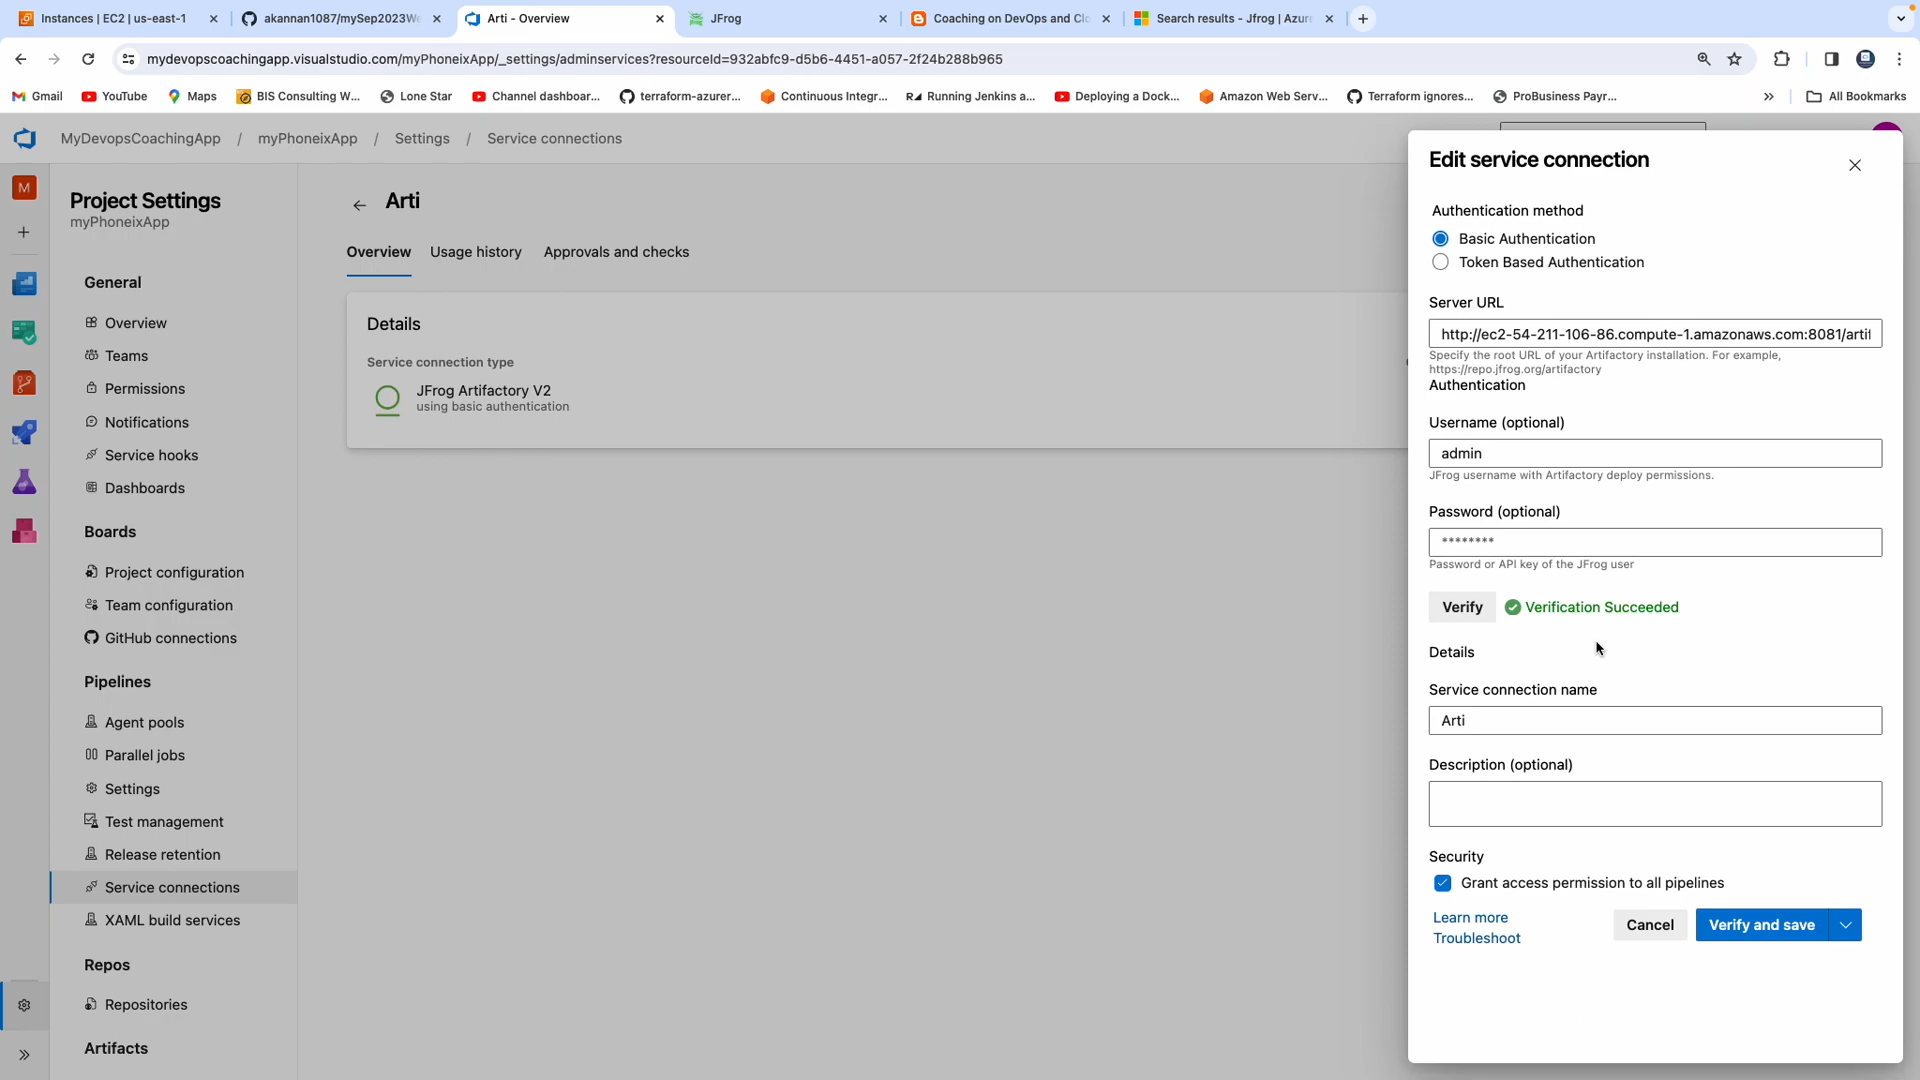 Instances | EC2 | us-east-1
akannan1087/mySep2023W
Arti - Overview
JFrog
Coaching on DevOps and Cl
Search results - Jfrog | Azur
mydevopscoachingapp.visualstudio.com/myPhoneixApp/_settings/adminservices?resourceId=932abfc9-d5b6-4451-a057-2f24b288b965
Gmail
YouTube
Maps
BIS Consulting W...
Lone Star
Channel dashboar...
terraform-azurer...
Continuous Integr...
Running Jenkins a...
Deploying a Dock...
Amazon Web Serv...
Terraform ignores...
ProBusiness Payr...
All Bookmarks
MyDevopsCoachingApp / myPhoneixApp / Settings / Service connections
M
Project Settings
myPhoneixApp
General
Overview
Teams
Permissions
Notifications
Service hooks
Dashboards
Boards
Project configuration
Team configuration
GitHub connections
Pipelines
Agent pools
Parallel jobs
Settings
Test management
Release retention
Service connections
XAML build services
Repos
Repositories
Artifacts
Arti
Overview
Usage history
Approvals and checks
Details
Service connection type
JFrog Artifactory V2
using basic authentication
Edit service connection
Authentication method
Basic Authentication
Token Based Authentication
Server URL
http://ec2-54-211-106-86.compute-1.amazonaws.com:8081/artif
Specify the root URL of your Artifactory installation. For example,
https://repo.jfrog.org/artifactory
Authentication
Username (optional)
admin
JFrog username with Artifactory deploy permissions.
Password (optional)
********
Password or API key of the JFrog user
Verify
Verification Succeeded
Details
Service connection name
Arti
Description (optional)
Security
Grant access permission to all pipelines
Learn more
Troubleshoot
Cancel
Verify and save